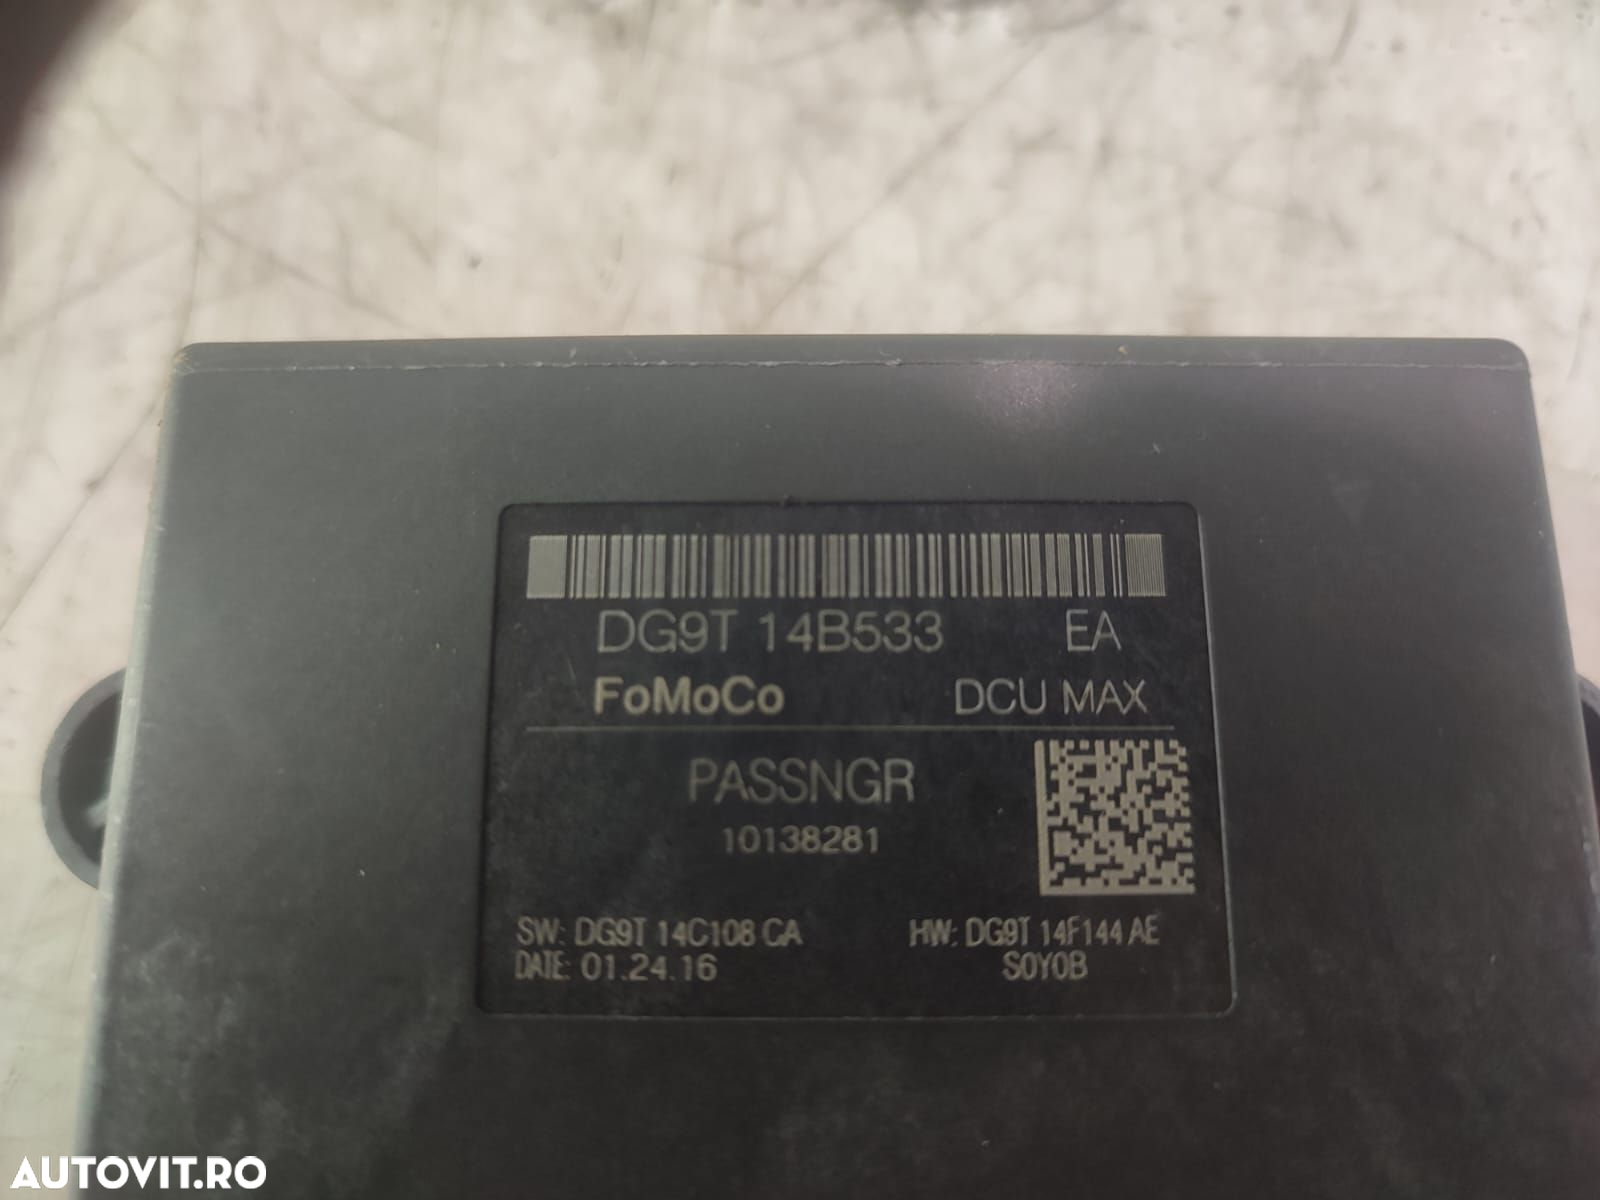 DG9T 14B533 EA
FoMoCo DCU MAX
PASSNGR
10138281
SW: DG9T 14C108 CA HW: DG9T 14F144 AE
DATE: 01.24.16 S0Y0B
AUTOVIT.RO